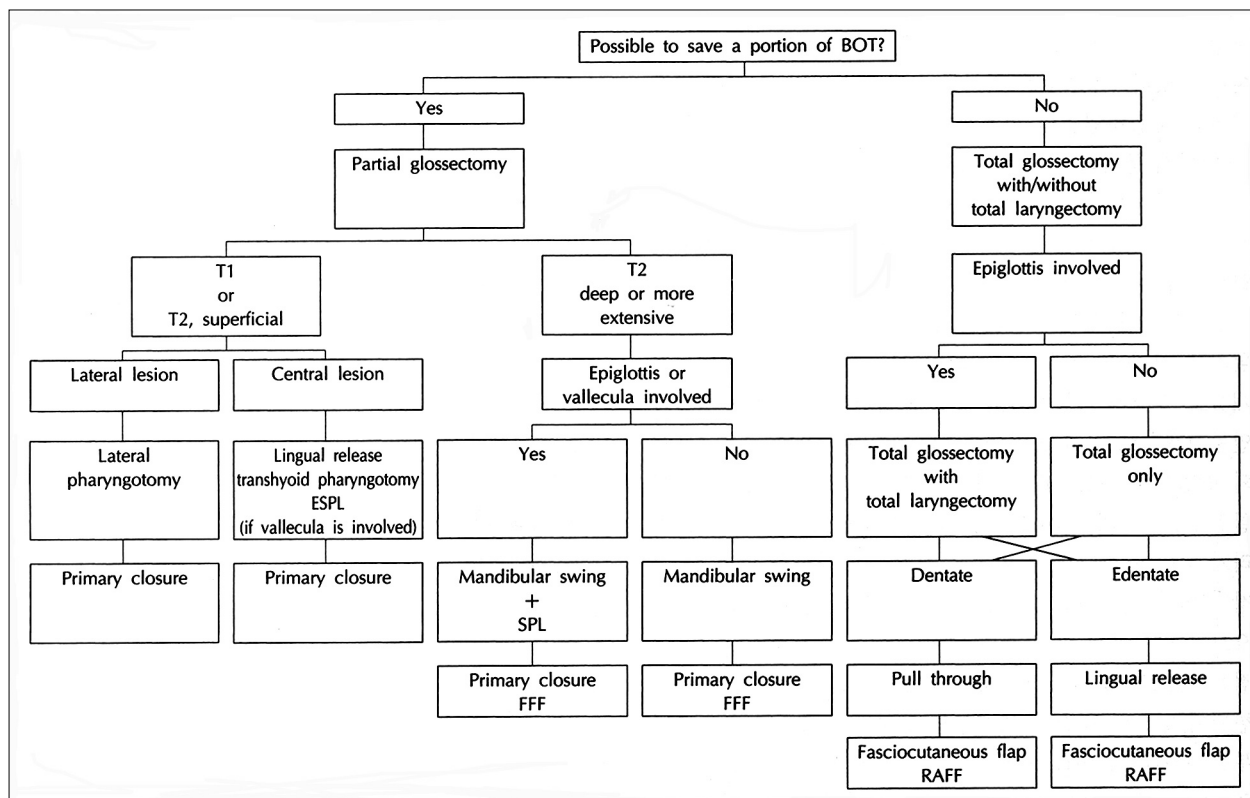 Possible to save a portion of BOT?
Yes
No
Partial glossectomy
Total glossectomy
with/without
total laryngectomy
T1
or
T2, superficial
T2
deep or more
extensive
Epiglottis involved
Lateral lesion
Central lesion
Epiglottis or
vallecula involved
Yes
No
Lateral
pharyngotomy
Lingual release
transhyoid pharyngotomy
ESPL
(if vallecula is involved)
Yes
No
Total glossectomy
with
total laryngectomy
Total glossectomy
only
Primary closure
Primary closure
Mandibular swing
+
SPL
Mandibular swing
Dentate
Edentate
Primary closure
FFF
Primary closure
FFF
Pull through
Lingual release
Fasciocutaneous flap
RAFF
Fasciocutaneous flap
RAFF